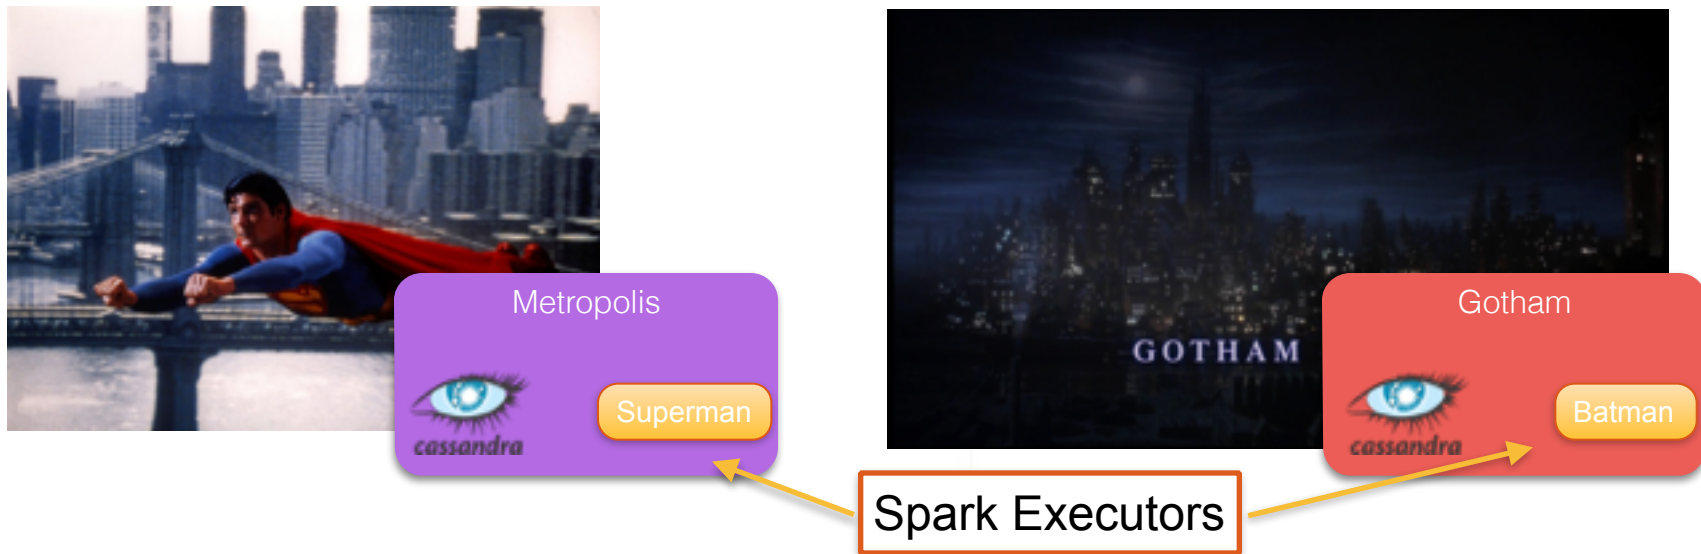 Metropolis
cassandra
Superman
GOTHAM
Gotham
cassandra
Batman
Spark Executors